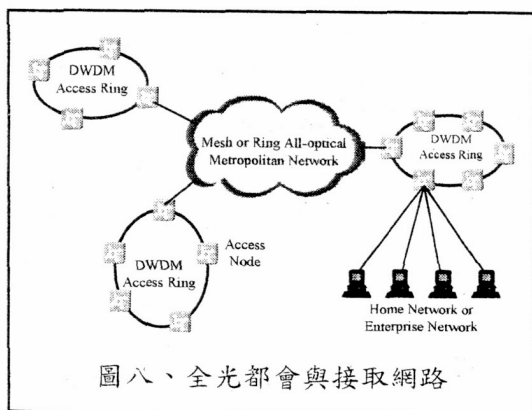 DWDM
Access Ring
Mesh or Ring All-optical
Metropolitan Network
DWDM
Access Ring
Access
Node
DWDM
Access Ring
Home Network or
Enterprise Network
圖八、全光都會與接取網路